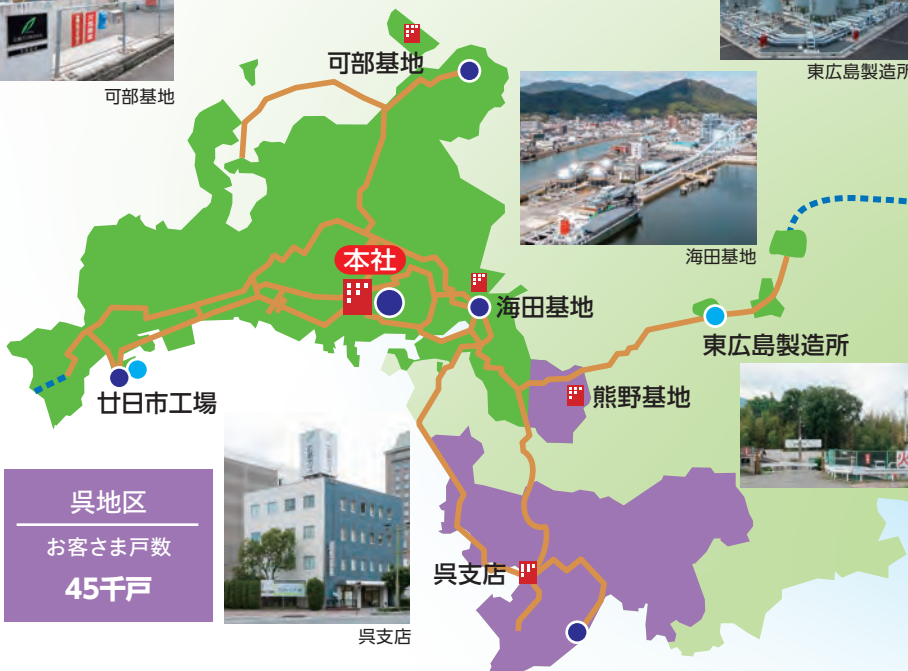 可部基地
可部基地
東広島製造所
海田基地
本社
海田基地
東広島製造所
熊野基地
廿日市工場
呉地区
お客さま戸数
45千戸
呉支店
呉支店